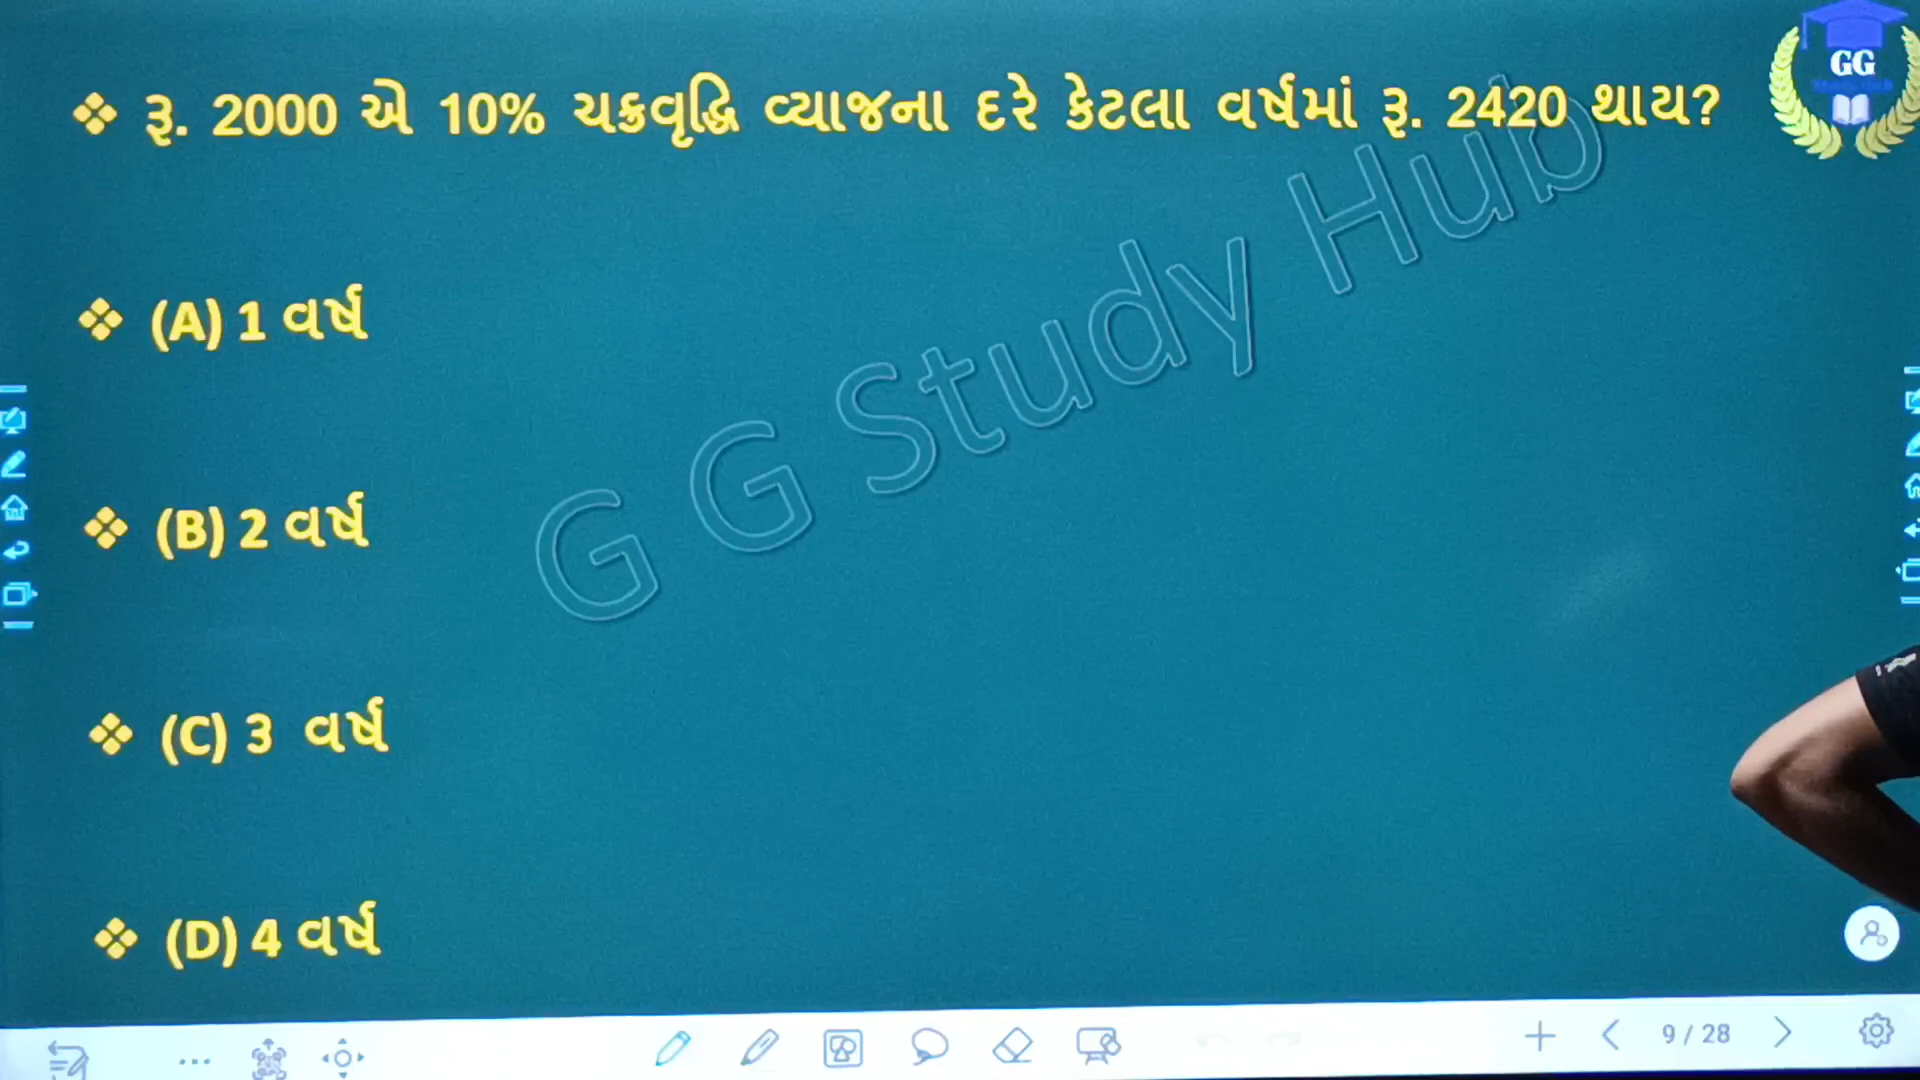 ❖ રૂ. 2000 એ 10% ચક્રવૃદ્ધિ વ્યાજના દરે કેટલા વર્ષમાં રૂ. 2420 થાય?
GG
❖ (A) 1 વર્ષ
G G Study Hub
❖ (B) 2 વર્ષ
❖ (C) 3 વર્ષ
❖ (D) 4 વર્ષ
9 / 28